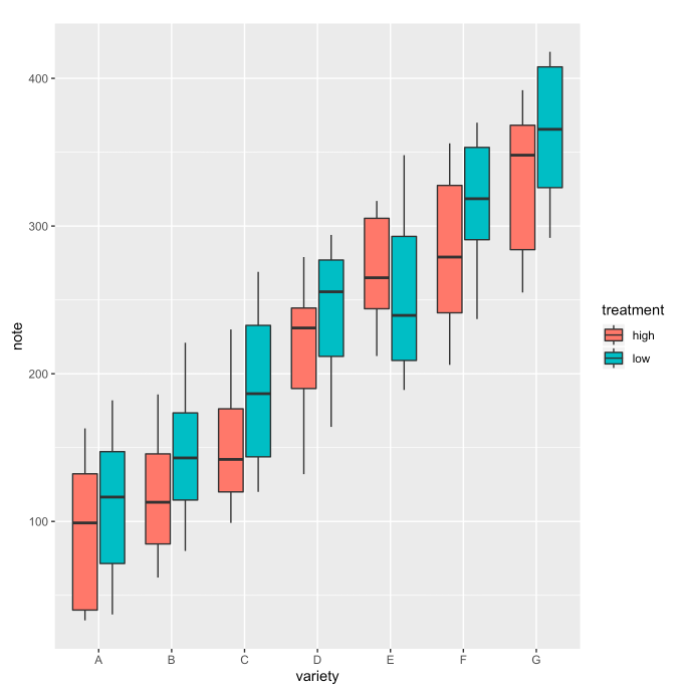 400
300
200
100
note
A B C D E F G
variety
treatment
high
low